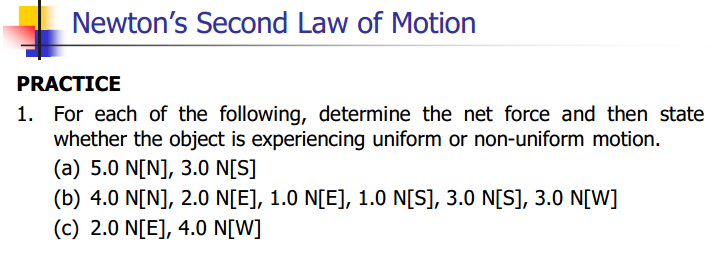 Newton's Second Law of Motion
PRACTICE
1. For each of the following, determine the net force and then state
whether the object is experiencing uniform or non-uniform motion.
(a) 5.0 N[N], 3.0 N[S]
(b) 4.0 N[N], 2.0 N[E], 1.0 N[E], 1.0 N[S], 3.0 N[S], 3.0 N[W]
(c) 2.0 N[E], 4.0 N[W]